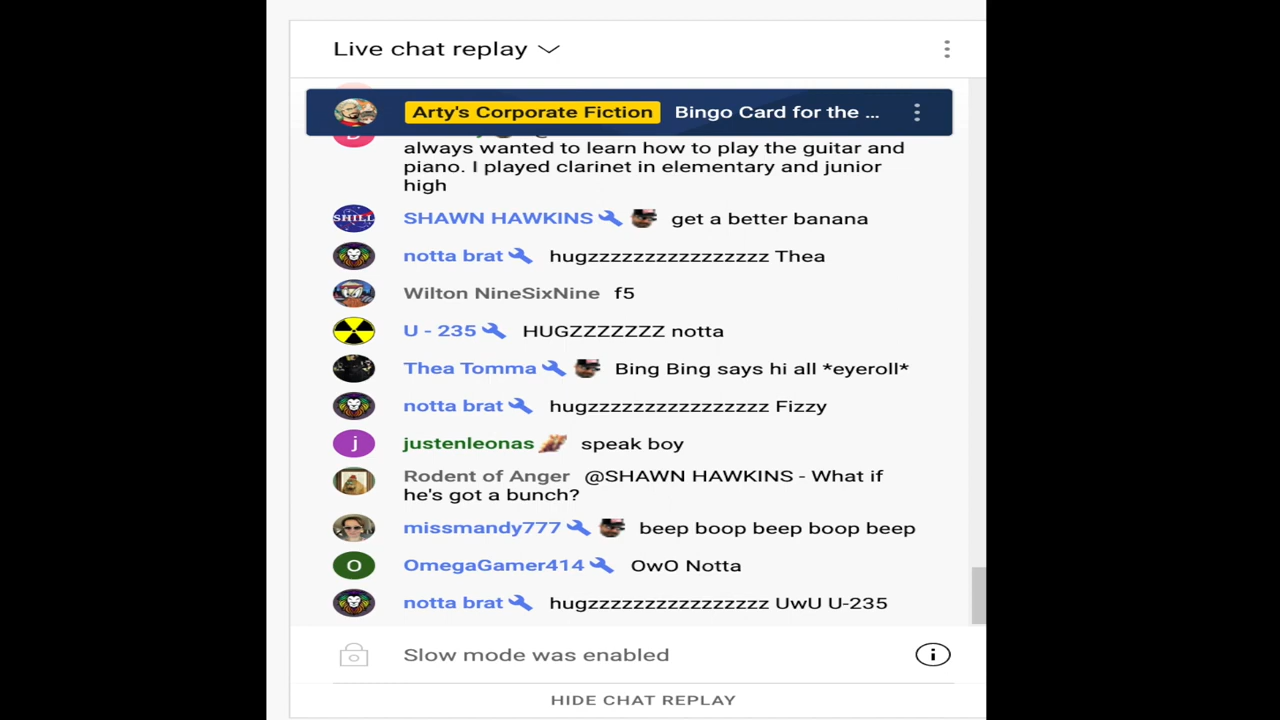 Live chat replay
Arty's Corporate Fiction Bingo Card for the ...
always wanted to learn how to play the guitar and
piano. I played clarinet in elementary and junior
high
SHILL
SHAWN HAWKINS get a better banana
notta brat hugzzzzzzzzzzzzzzzz Thea
Wilton NineSixNine f5
U - 235 HUGZZZZZZZ notta
Thea Tomma Bing Bing says hi all *eyeroll*
notta brat hugzzzzzzzzzzzzzzzz Fizzy
j
justenleonas speak boy
Rodent of Anger @SHAWN HAWKINS - What if
he's got a bunch?
missmandy777 beep boop beep boop beep
O
OmegaGamer414 OwO Notta
notta brat hugzzzzzzzzzzzzzzzz UwU U-235
Slow mode was enabled
HIDE CHAT REPLAY